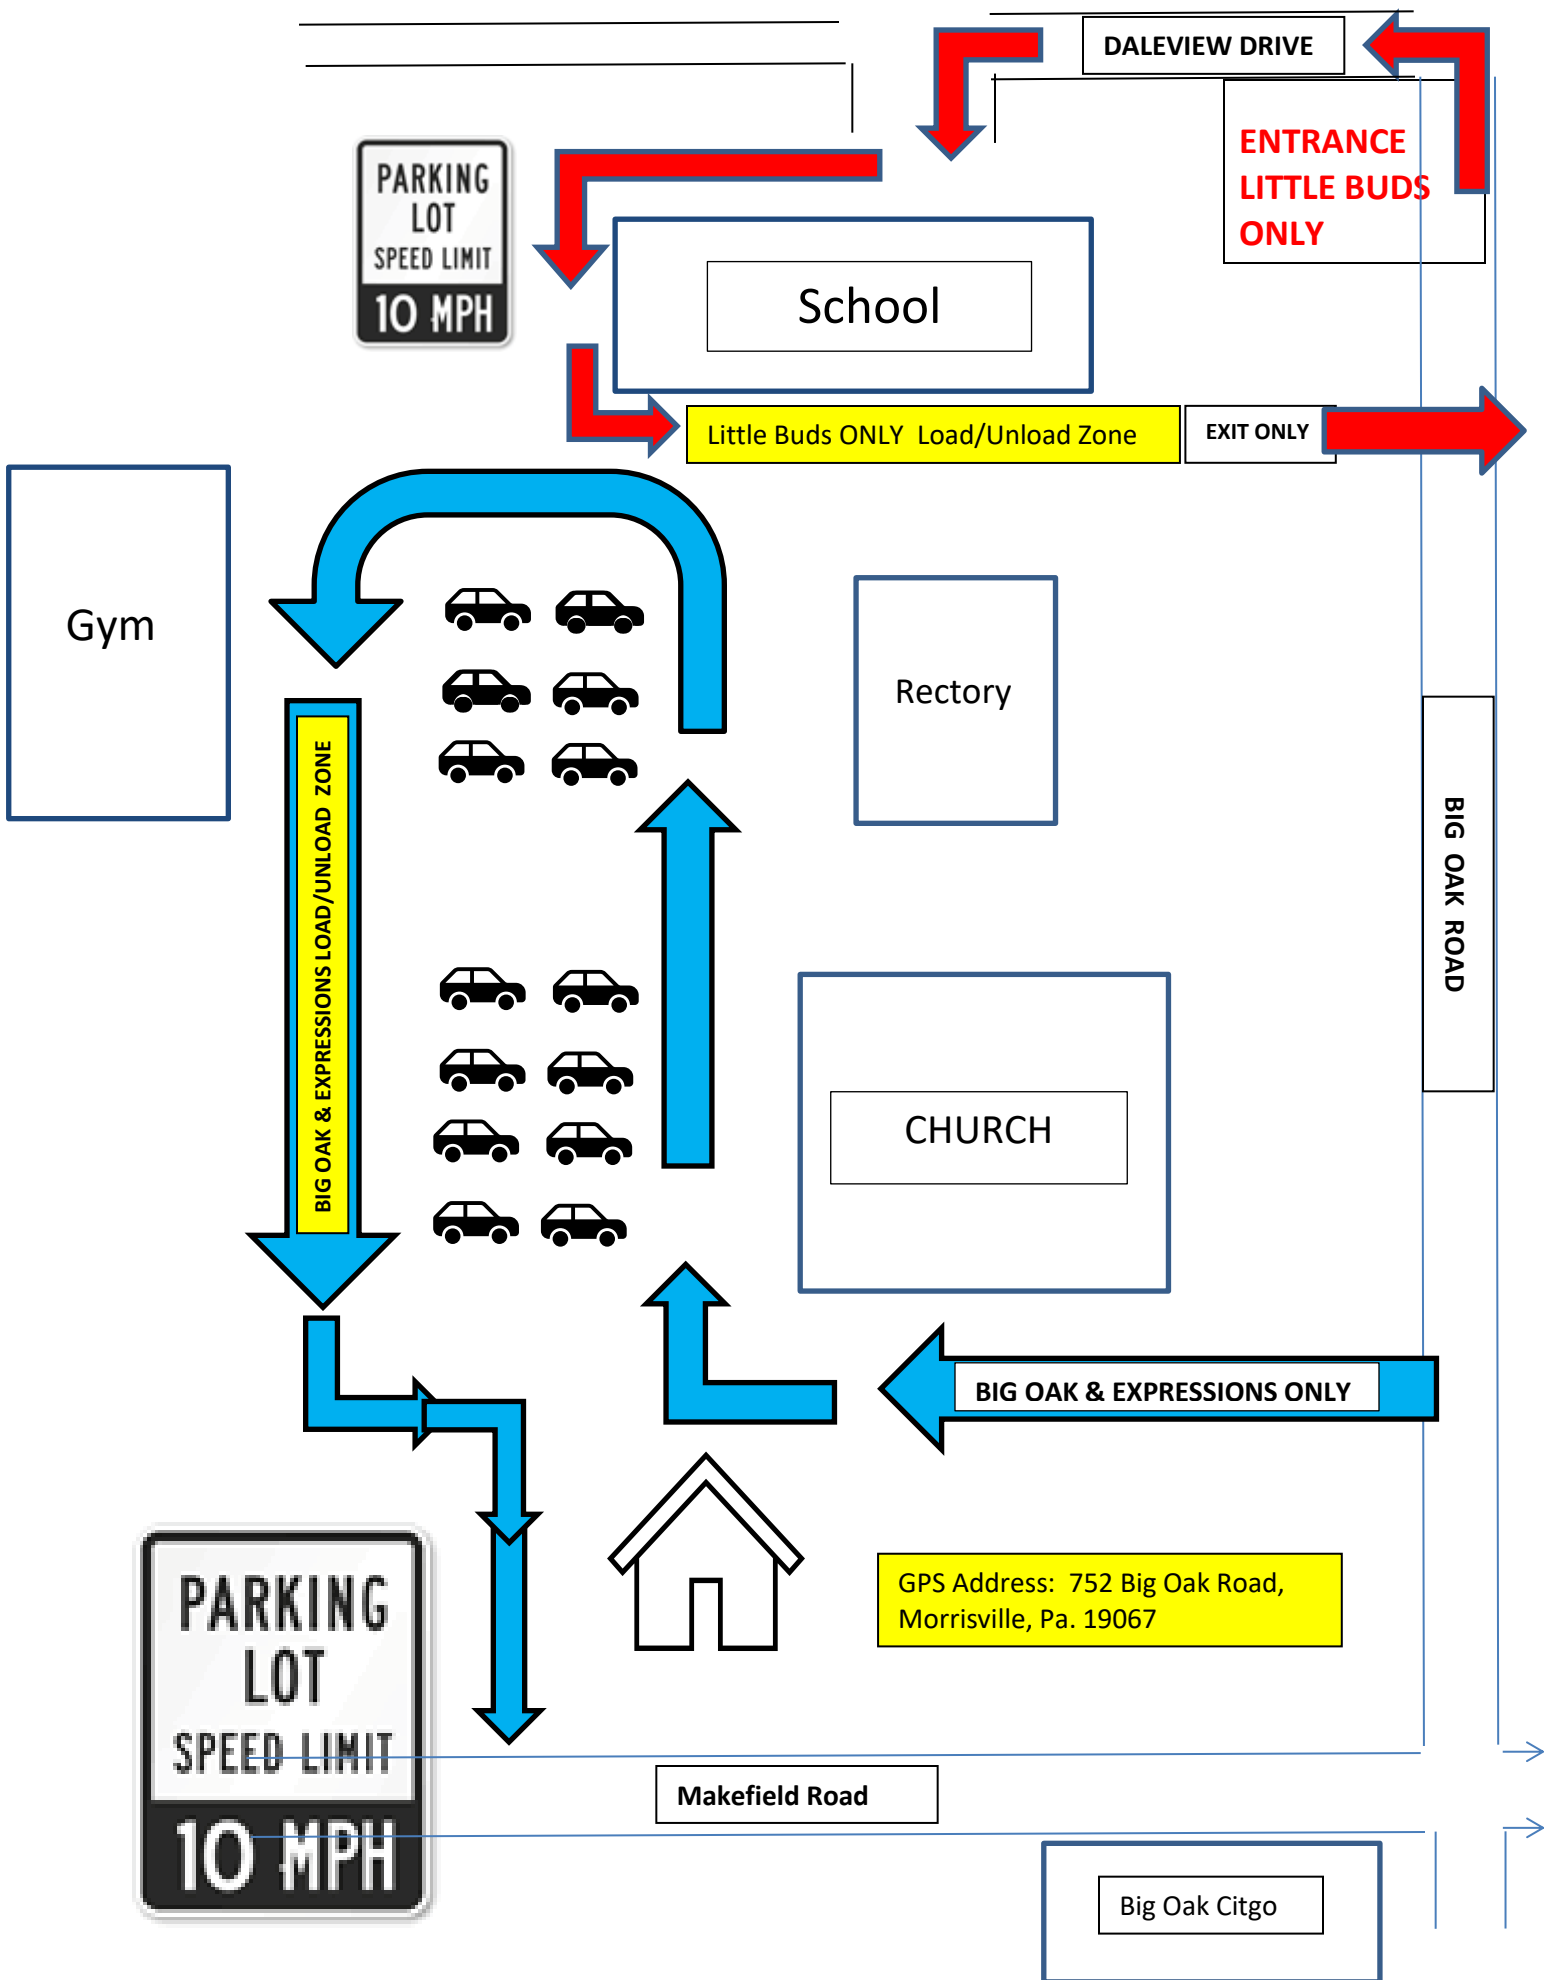 DALEVIEW DRIVE
ENTRANCE
LITTLE BUDS
ONLY
PARKING
LOT
SPEED LIMIT
10 MPH
School
Little Buds ONLY  Load/Unload Zone
EXIT ONLY
Gym
Rectory
BIG OAK & EXPRESSIONS LOAD/UNLOAD  ZONE
BIG  OAK  ROAD
CHURCH
BIG OAK & EXPRESSIONS ONLY
GPS Address:  752 Big Oak Road,
Morrisville, Pa. 19067
PARKING
LOT
SPEED LIMIT
10 MPH
Makefield Road
Big Oak Citgo